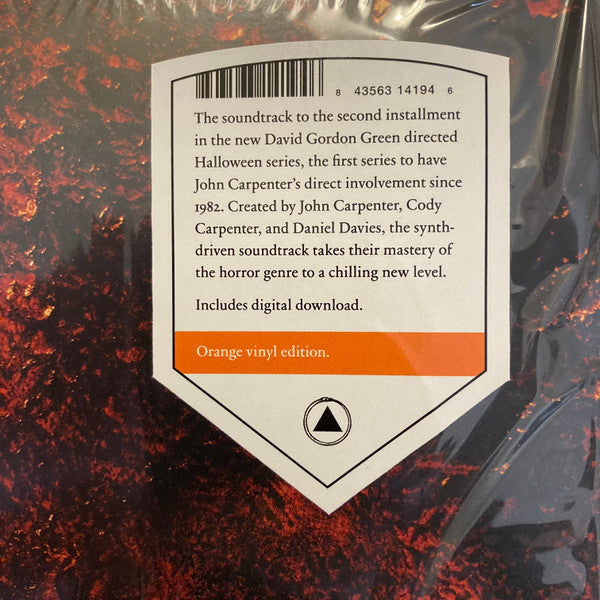 8 43563 14194 6
The soundtrack to the second installment
in the new David Gordon Green directed
Halloween series, the first series to have
John Carpenter's direct involvement since
1982. Created by John Carpenter, Cody
Carpenter, and Daniel Davies, the synth-
driven soundtrack takes their mastery of
the horror genre to a chilling new level.
Includes digital download.
Orange vinyl edition.